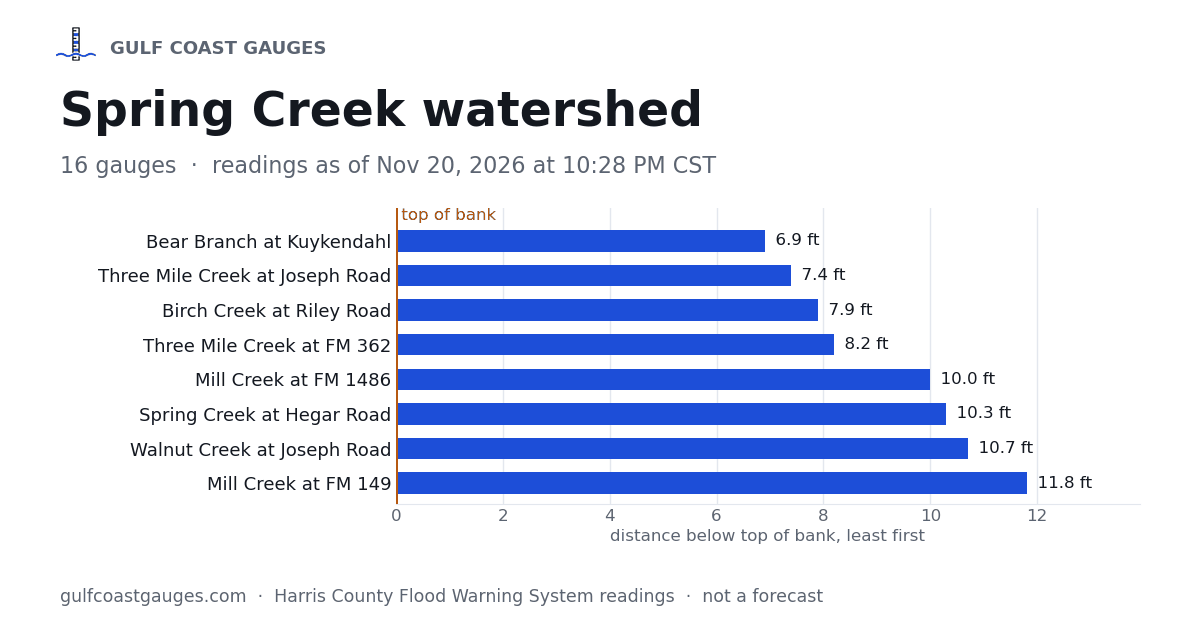 GULF COAST GAUGES
Spring Creek watershed
16 gauges · readings as of Nov 20, 2026 at 10:28 PM CST
top of bank
Bear Branch at Kuykendahl 6.9 ft
Three Mile Creek at Joseph Road 7.4 ft
Birch Creek at Riley Road 7.9 ft
Three Mile Creek at FM 362 8.2 ft
Mill Creek at FM 1486 10.0 ft
Spring Creek at Hegar Road 10.3 ft
Walnut Creek at Joseph Road 10.7 ft
Mill Creek at FM 149 11.8 ft
0 2 4 6 8 10 12
distance below top of bank, least first
gulfcoastgauges.com · Harris County Flood Warning System readings · not a forecast